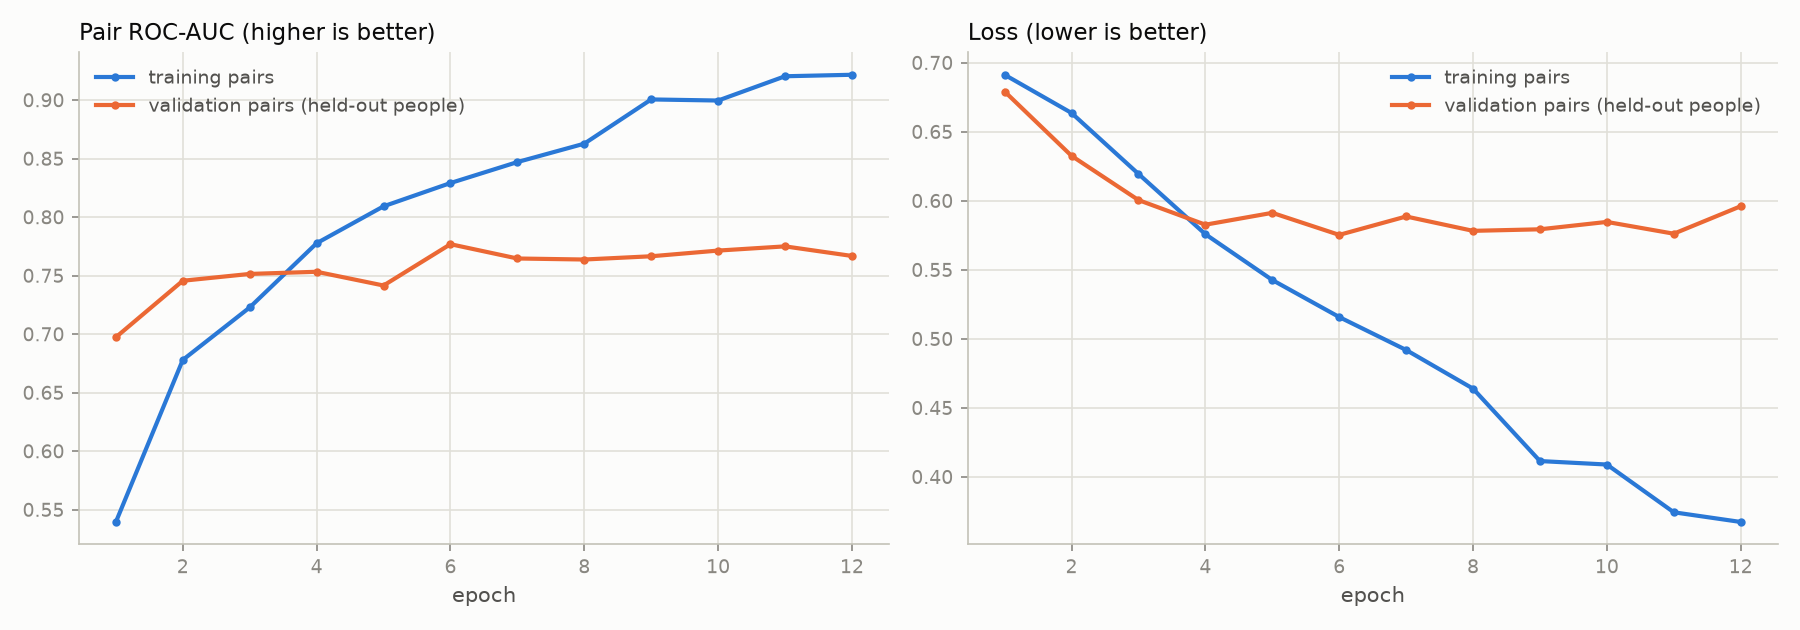 Pair ROC-AUC (higher is better)
training pairs
validation pairs (held-out people)
0.90
0.85
0.80
0.75
0.70
0.65
0.60
0.55
2 4 6 8 10 12
epoch
Loss (lower is better)
training pairs
validation pairs (held-out people)
0.70
0.65
0.60
0.55
0.50
0.45
0.40
2 4 6 8 10 12
epoch